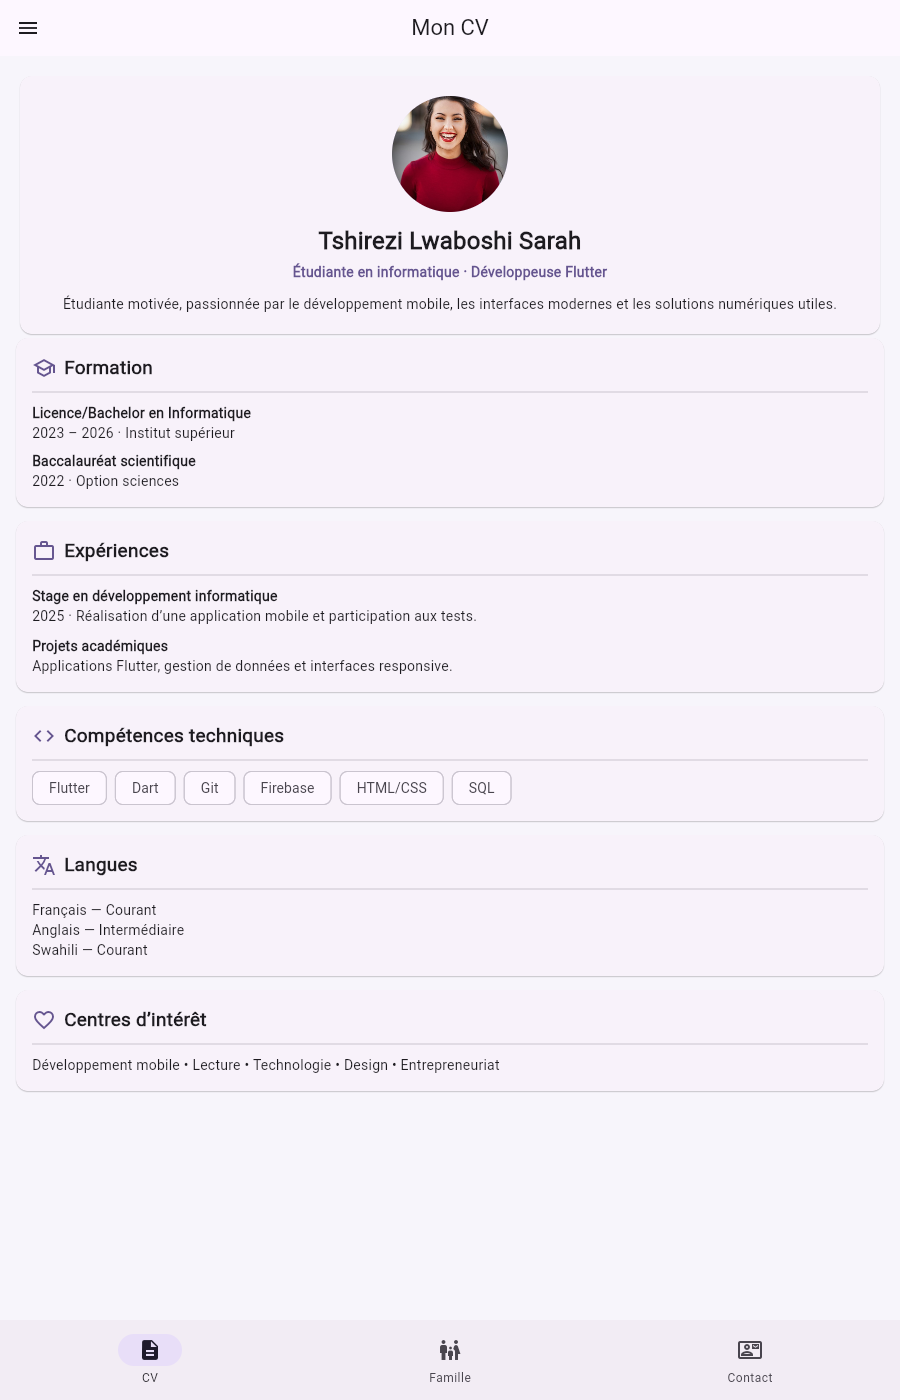 Mon CV
Tshirezi Lwaboshi Sarah
Étudiante en informatique · Développeuse Flutter
Étudiante motivée, passionnée par le développement mobile, les interfaces modernes et les solutions numériques utiles.
Formation
Licence/Bachelor en Informatique
2023 – 2026 · Institut supérieur
Baccalauréat scientifique
2022 · Option sciences
Expériences
Stage en développement informatique
2025 · Réalisation d’une application mobile et participation aux tests.
Projets académiques
Applications Flutter, gestion de données et interfaces responsive.
Compétences techniques
Flutter Dart Git Firebase HTML/CSS SQL
Langues
Français — Courant
Anglais — Intermédiaire
Swahili — Courant
Centres d’intérêt
Développement mobile • Lecture • Technologie • Design • Entrepreneuriat
CV Famille Contact